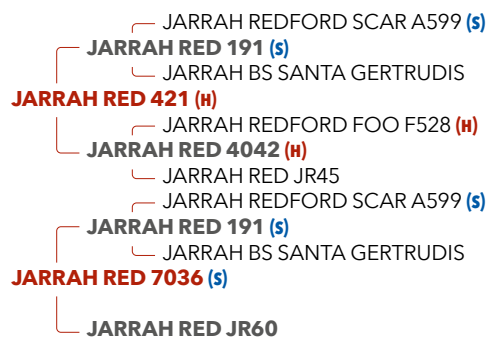 JARRAH REDFORD SCAR A599 (S)
JARRAH RED 191 (S)
JARRAH BS SANTA GERTRUDIS
JARRAH RED 421 (H)
JARRAH REDFORD FOO F528 (H)
JARRAH RED 4042 (H)
JARRAH RED JR45
JARRAH REDFORD SCAR A599 (S)
JARRAH RED 191 (S)
JARRAH BS SANTA GERTRUDIS
JARRAH RED 7036 (S)
JARRAH RED JR60